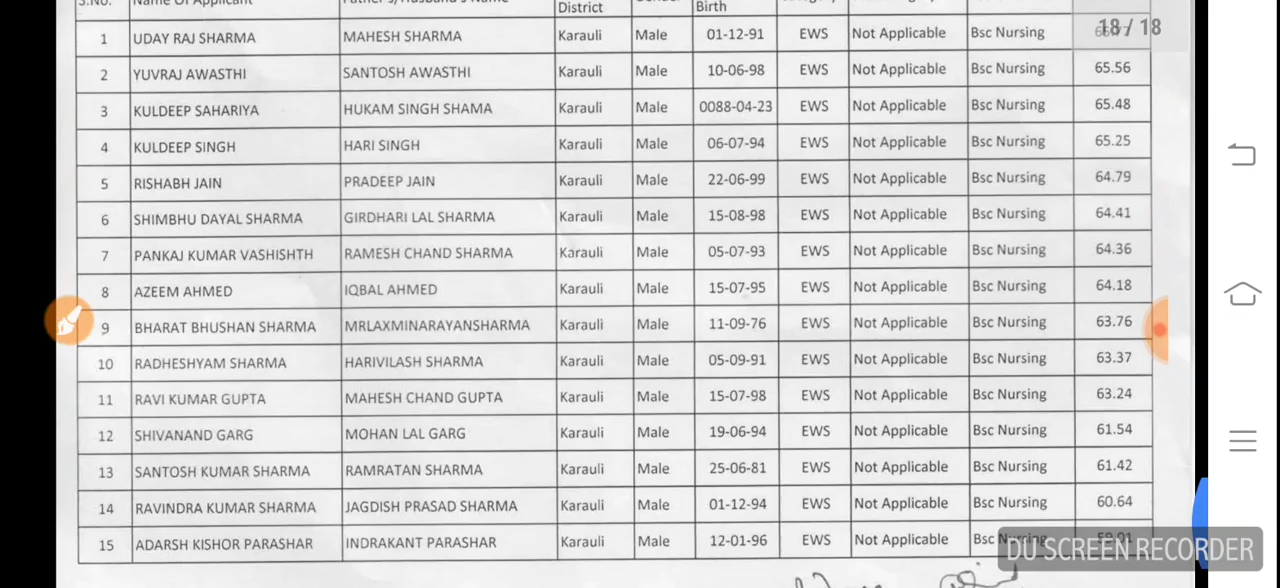 S.No. Name Of Applicant Father's/Husband's Name District Gender Birth
1 UDAY RAJ SHARMA MAHESH SHARMA Karauli Male 01-12-91 EWS Not Applicable Bsc Nursing
18 / 18
2 YUVRAJ AWASTHI SANTOSH AWASTHI Karauli Male 10-06-98 EWS Not Applicable Bsc Nursing 65.56
3 KULDEEP SAHARIYA HUKAM SINGH SHAMA Karauli Male 0088-04-23 EWS Not Applicable Bsc Nursing 65.48
4 KULDEEP SINGH HARI SINGH Karauli Male 06-07-94 EWS Not Applicable Bsc Nursing 65.25
5 RISHABH JAIN PRADEEP JAIN Karauli Male 22-06-99 EWS Not Applicable Bsc Nursing 64.79
6 SHIMBHU DAYAL SHARMA GIRDHARI LAL SHARMA Karauli Male 15-08-98 EWS Not Applicable Bsc Nursing 64.41
7 PANKAJ KUMAR VASHISHTH RAMESH CHAND SHARMA Karauli Male 05-07-93 EWS Not Applicable Bsc Nursing 64.36
8 AZEEM AHMED IQBAL AHMED Karauli Male 15-07-95 EWS Not Applicable Bsc Nursing 64.18
9 BHARAT BHUSHAN SHARMA MRLAXMINARAYANSHARMA Karauli Male 11-09-76 EWS Not Applicable Bsc Nursing 63.76
10 RADHESHYAM SHARMA HARIVILASH SHARMA Karauli Male 05-09-91 EWS Not Applicable Bsc Nursing 63.37
11 RAVI KUMAR GUPTA MAHESH CHAND GUPTA Karauli Male 15-07-98 EWS Not Applicable Bsc Nursing 63.24
12 SHIVANAND GARG MOHAN LAL GARG Karauli Male 19-06-94 EWS Not Applicable Bsc Nursing 61.54
13 SANTOSH KUMAR SHARMA RAMRATAN SHARMA Karauli Male 25-06-81 EWS Not Applicable Bsc Nursing 61.42
14 RAVINDRA KUMAR SHARMA JAGDISH PRASAD SHARMA Karauli Male 01-12-94 EWS Not Applicable Bsc Nursing 60.64
15 ADARSH KISHOR PARASHAR INDRAKANT PARASHAR Karauli Male 12-01-96 EWS Not Applicable Bsc Nursing
DU SCREEN RECORDER